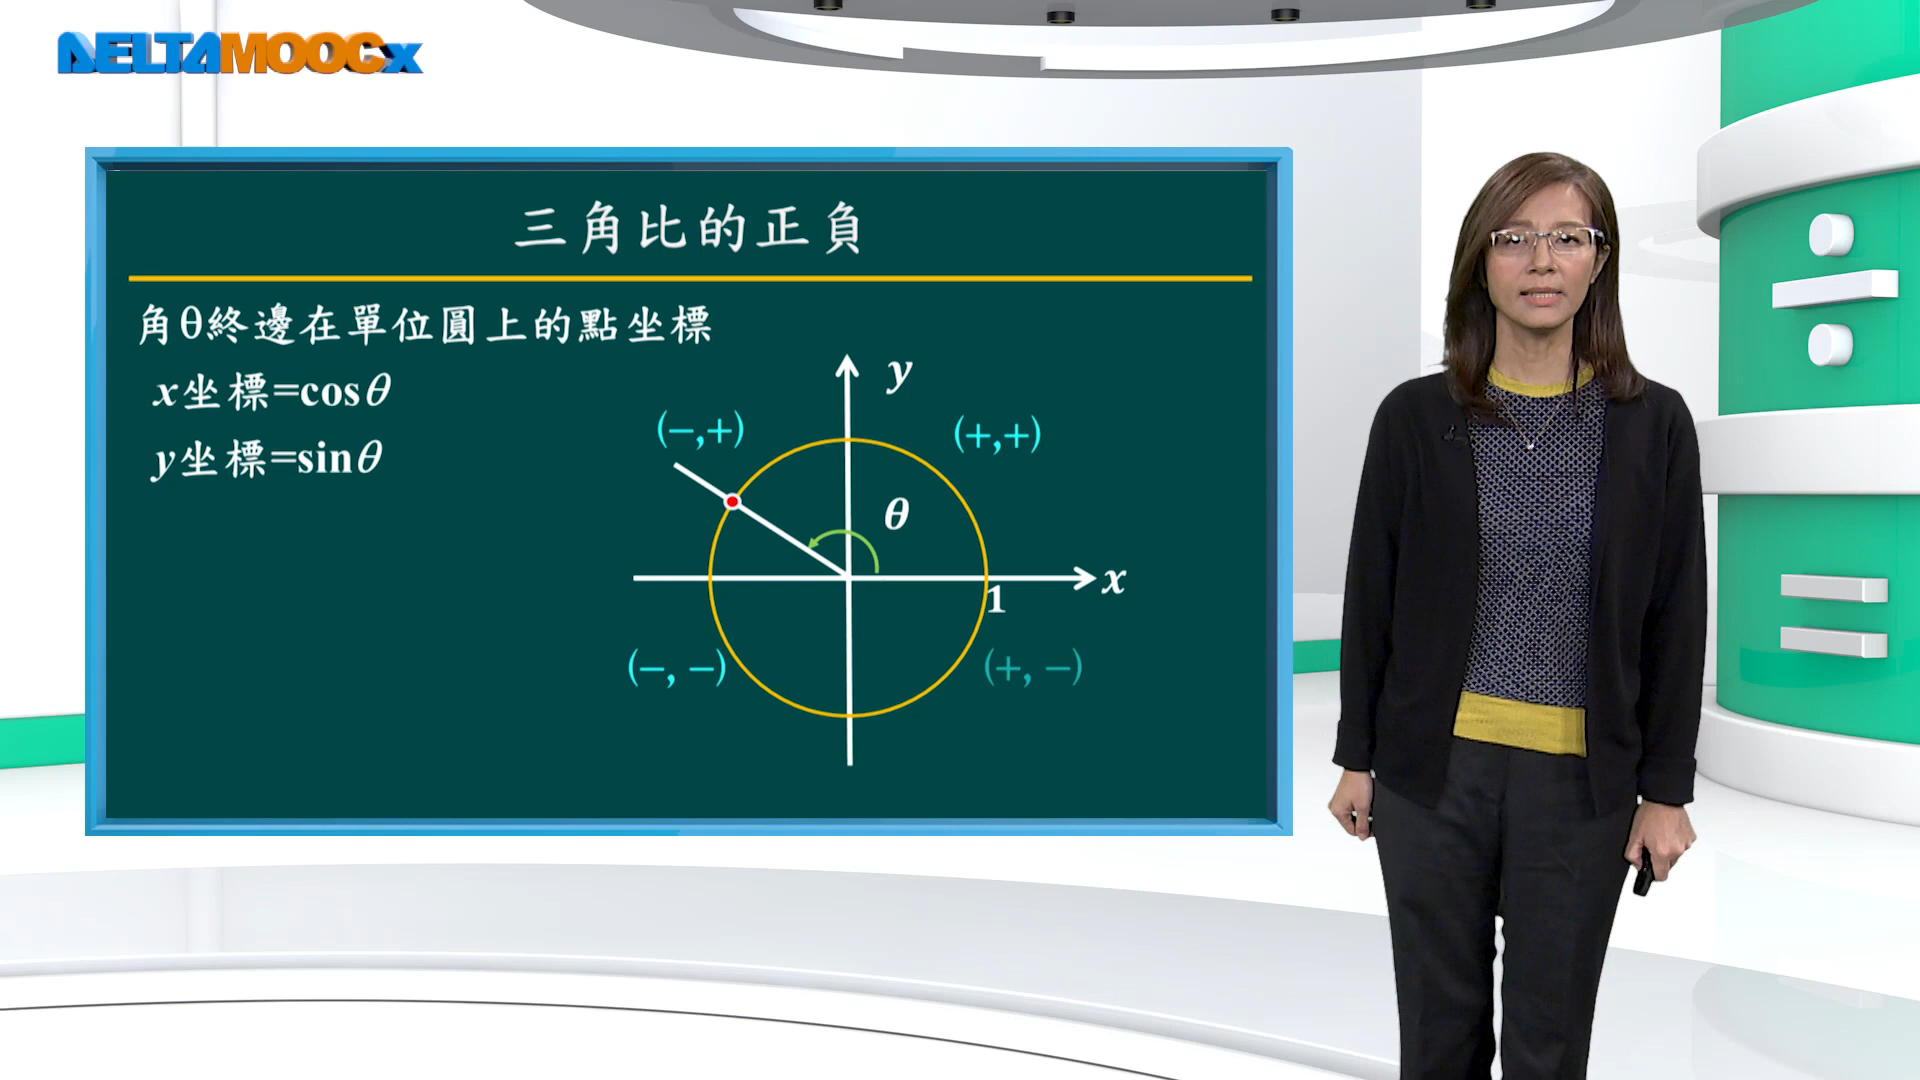 DELTAMOOCx
三角比的正負
角θ終邊在單位圓上的點坐標
x坐標=cosθ
y坐標=sinθ
y
(−,+)
(+,+)
θ
x
1
(−, −)
(+, −)